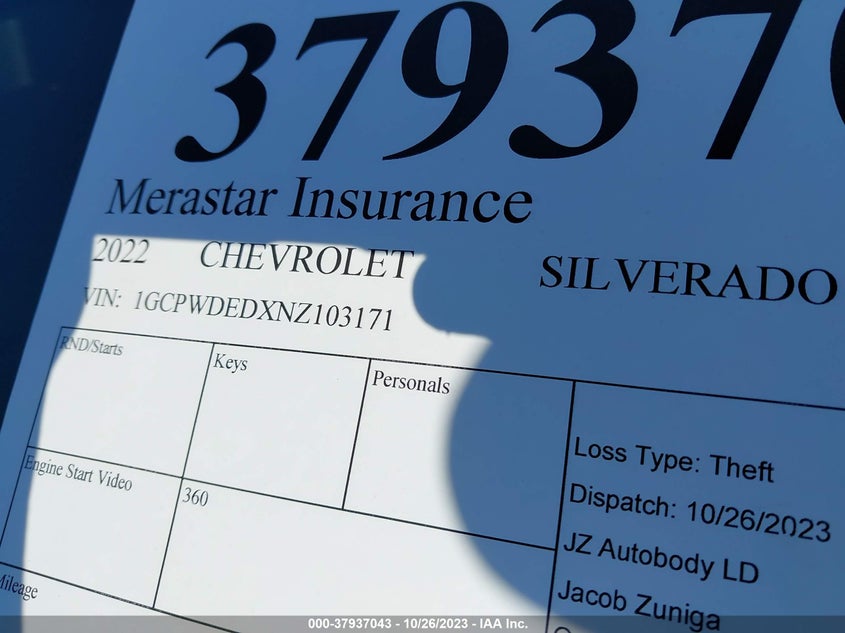 37937
Merastar Insurance
2022 CHEVROLET SILVERADO
VIN: 1GCPWDEDXNZ103171
RND/Starts
Keys
Personals
Engine Start Video
360
Loss Type: Theft
Dispatch: 10/26/2023
JZ Autobody LD
Jacob Zuniga
Mileage
000-37937043 - 10/26/2023 - IAA Inc.